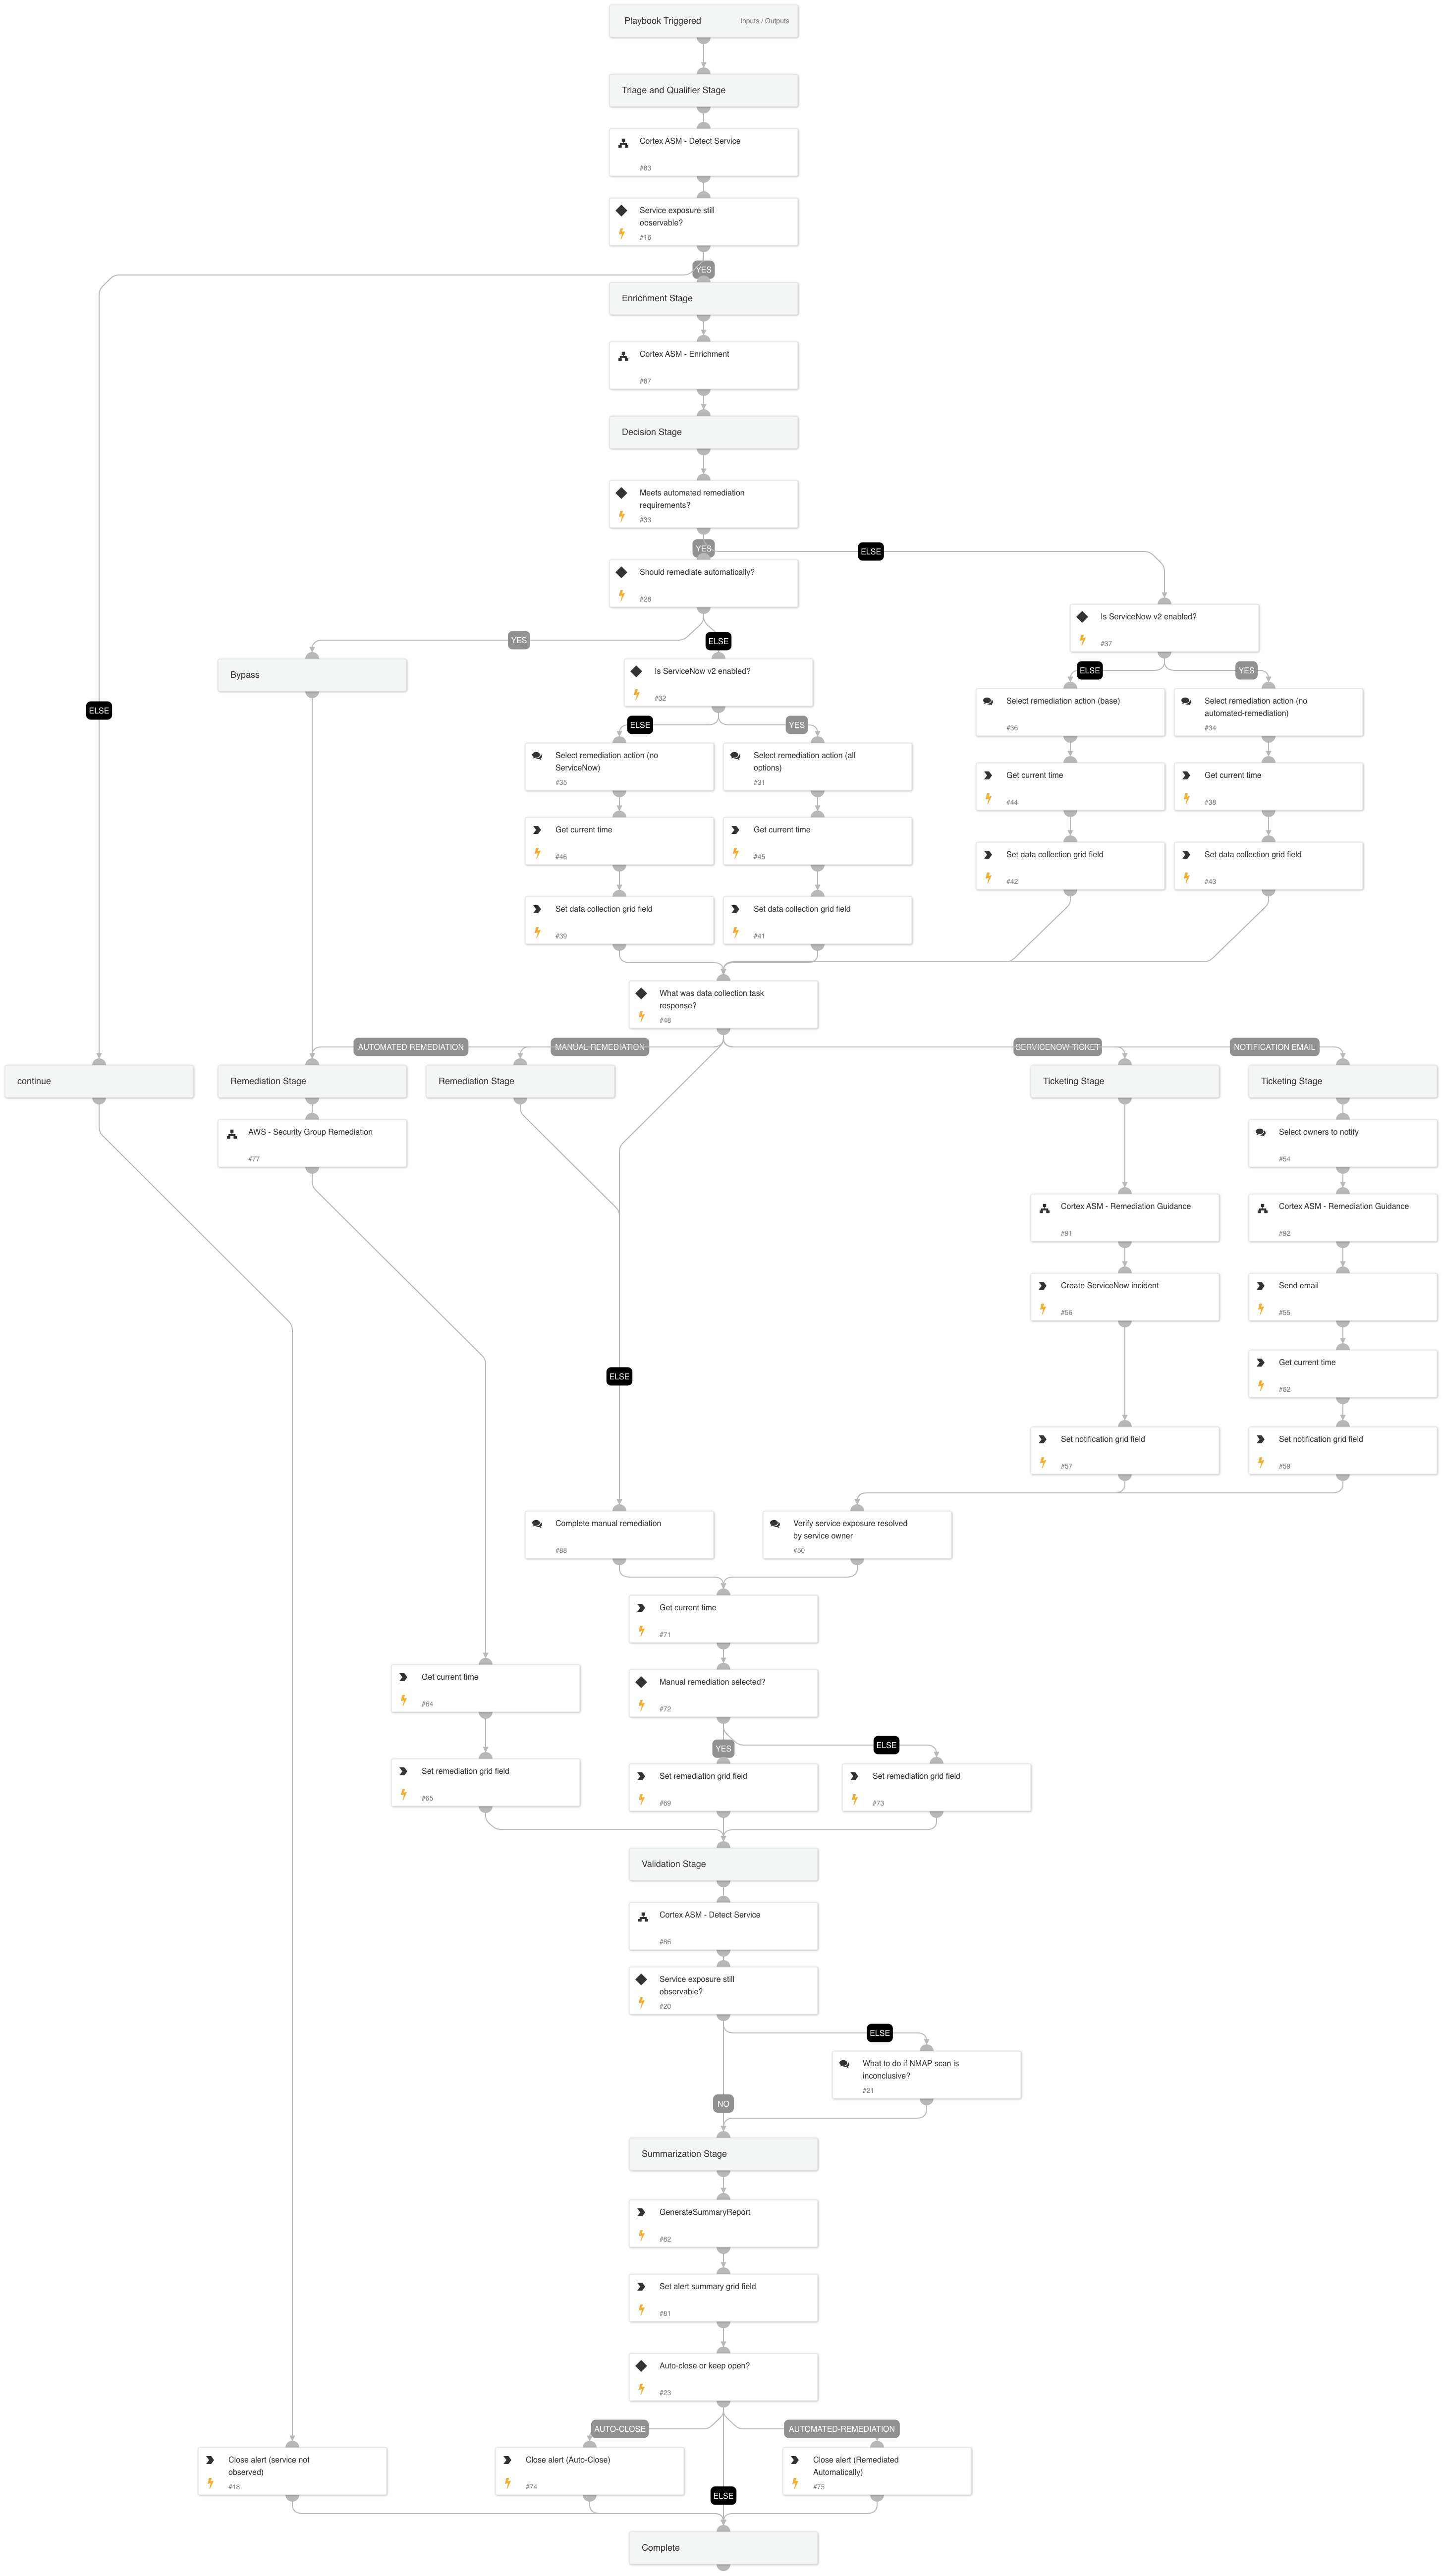 Playbook Triggered
Inputs / Outputs
Triage and Qualifier Stage
Cortex ASM - Detect Service
#83
Service exposure still
observable?
#16
YES
Enrichment Stage
Cortex ASM - Enrichment
#87
Decision Stage
Meets automated remediation
requirements?
#33
YES
ELSE
Should remediate automatically?
#28
Is ServiceNow v2 enabled?
#37
YES
ELSE
Bypass
Is ServiceNow v2 enabled?
#32
ELSE
YES
Select remediation action (base)
#36
Select remediation action (no
automated-remediation)
#34
ELSE
ELSE
YES
Select remediation action (no
ServiceNow)
#35
Select remediation action (all
options)
#31
Get current time
#44
Get current time
#38
Get current time
#46
Get current time
#45
Set data collection grid field
#42
Set data collection grid field
#43
Set data collection grid field
#39
Set data collection grid field
#41
What was data collection task
response?
#48
AUTOMATED REMEDIATION
MANUAL REMEDIATION
SERVICENOW TICKET
NOTIFICATION EMAIL
continue
Remediation Stage
Remediation Stage
Ticketing Stage
Ticketing Stage
AWS - Security Group Remediation
#77
Select owners to notify
#54
Cortex ASM - Remediation Guidance
#91
Cortex ASM - Remediation Guidance
#92
Create ServiceNow incident
#56
Send email
#55
Get current time
#62
ELSE
Set notification grid field
#57
Set notification grid field
#59
Complete manual remediation
#88
Verify service exposure resolved
by service owner
#50
Get current time
#71
Get current time
#64
Manual remediation selected?
#72
YES
ELSE
Set remediation grid field
#65
Set remediation grid field
#69
Set remediation grid field
#73
Validation Stage
Cortex ASM - Detect Service
#86
Service exposure still
observable?
#20
ELSE
What to do if NMAP scan is
inconclusive?
#21
NO
Summarization Stage
GenerateSummaryReport
#82
Set alert summary grid field
#81
Auto-close or keep open?
#23
AUTO-CLOSE
AUTOMATED-REMEDIATION
Close alert (service not
observed)
#18
Close alert (Auto-Close)
#74
Close alert (Remediated
Automatically)
#75
ELSE
Complete